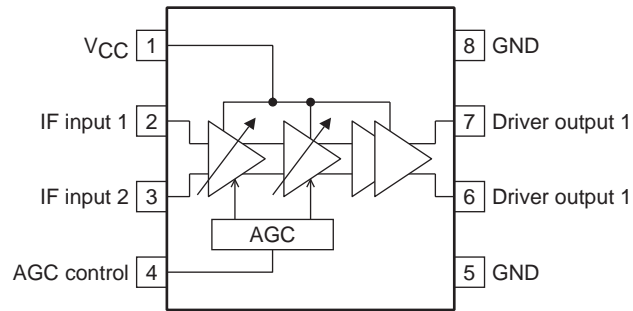 VCC 1
8 GND
IF input 1 2
7 Driver output 1
IF input 2 3
6 Driver output 1
AGC
AGC control 4
5 GND